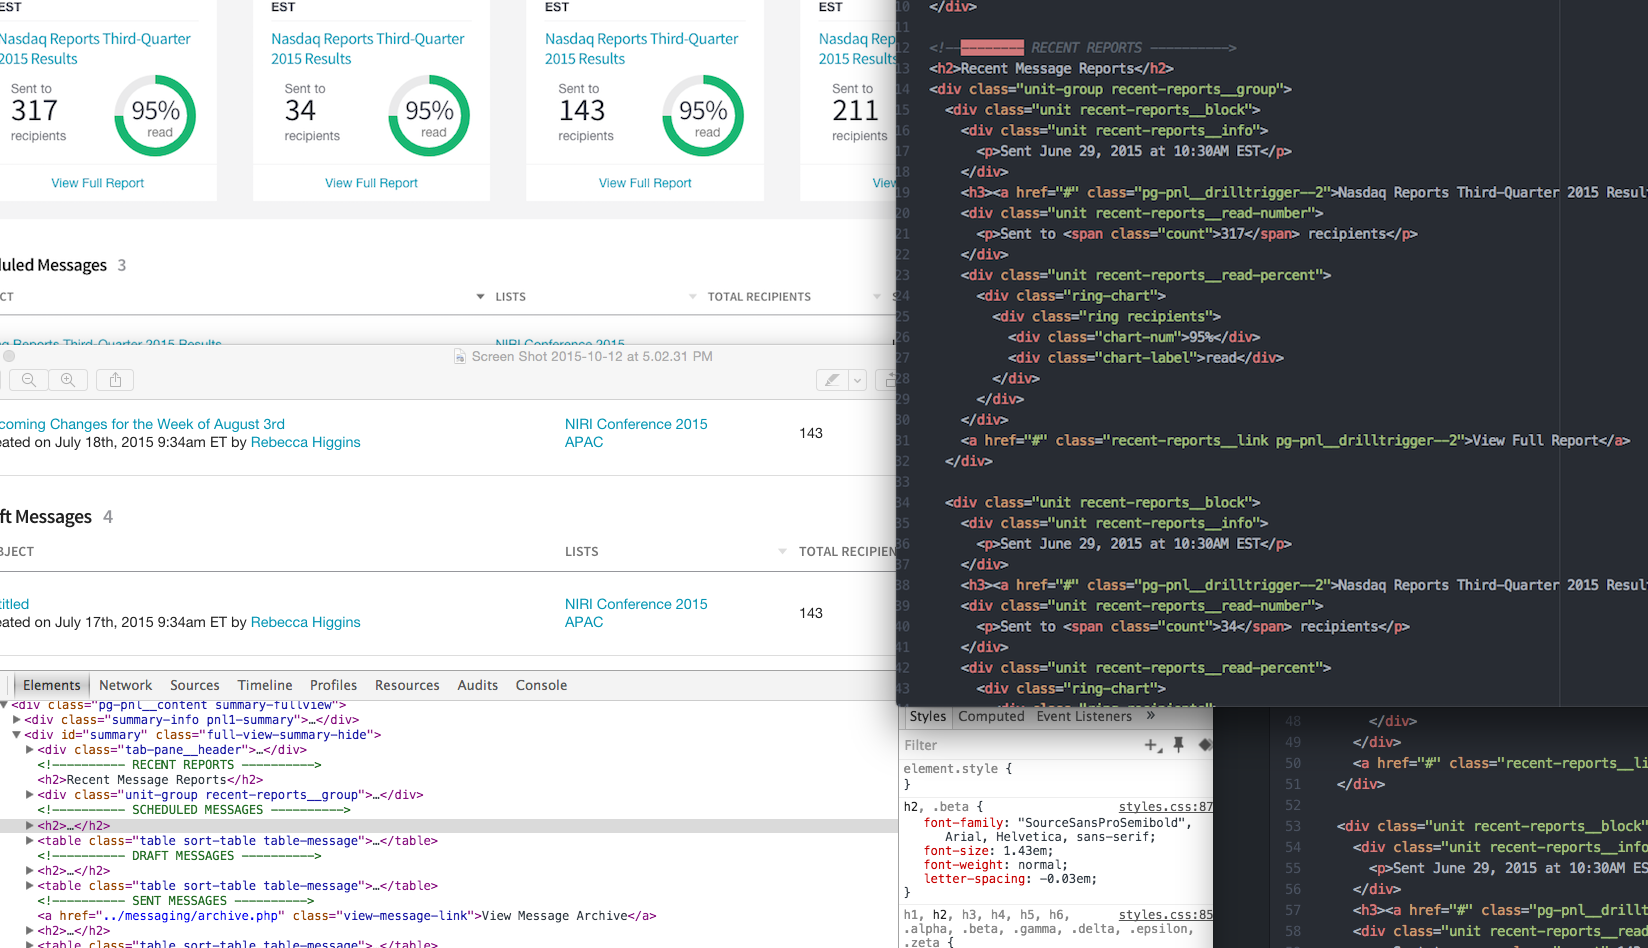 EST
Nasdaq Reports Third-Quarter
2015 Results
Sent to
317
recipients
95%
read
View Full Report
EST
Nasdaq Reports Third-Quarter
2015 Results
Sent to
34
recipients
95%
read
View Full Report
EST
Nasdaq Reports Third-Quarter
2015 Results
Sent to
143
recipients
95%
read
View Full Report
EST
Nasdaq Rep
2015 Results
Sent to
211
recipients
View
uled Messages 3
CT LISTS TOTAL RECIPIENTS S
q Reports Third-Quarter 2015 Results NIRI Conference 2015
Screen Shot 2015-10-12 at 5.02.31 PM
coming Changes for the Week of August 3rd NIRI Conference 2015
eated on July 18th, 2015 9:34am ET by Rebecca Higgins APAC 143
ft Messages 4
BJECT LISTS TOTAL RECIPIEN
titled NIRI Conference 2015
eated on July 17th, 2015 9:34am ET by Rebecca Higgins APAC 143
Elements Network Sources Timeline Profiles Resources Audits Console
<div class="pg-pnl__content summary-fullview">
<div class="summary-info pnl1-summary">…</div>
<div id="summary" class="full-view-summary-hide">
<div class="tab-pane__header">…</div>
<!---------- RECENT REPORTS ---------->
<h2>Recent Message Reports</h2>
<div class="unit-group recent-reports__group">…</div>
<!---------- SCHEDULED MESSAGES ---------->
<h2>…</h2>
<table class="table sort-table table-message">…</table>
<!---------- DRAFT MESSAGES ---------->
<h2>…</h2>
<table class="table sort-table table-message">…</table>
<!---------- SENT MESSAGES ---------->
<a href="../messaging/archive.php" class="view-message-link">View Message Archive</a>
<h2>…</h2>
<table class="table sort-table table-message">…</table>
Styles Computed Event Listeners »
Filter
element.style {
}
h2, .beta { styles.css:87
font-family: "SourceSansProSemibold",
Arial, Helvetica, sans-serif;
font-size: 1.43em;
font-weight: normal;
letter-spacing: -0.03em;
}
h1, h2, h3, h4, h5, h6, styles.css:85
.alpha, .beta, .gamma, .delta, .epsilon,
.zeta {
10 </div>
11
12 <!---------- RECENT REPORTS ---------->
13 <h2>Recent Message Reports</h2>
14 <div class="unit-group recent-reports__group">
15 <div class="unit recent-reports__block">
16 <div class="unit recent-reports__info">
17 <p>Sent June 29, 2015 at 10:30AM EST</p>
18 </div>
19 <h3><a href="#" class="pg-pnl__drilltrigger--2">Nasdaq Reports Third-Quarter 2015 Resul
20 <div class="unit recent-reports__read-number">
21 <p>Sent to <span class="count">317</span> recipients</p>
22 </div>
23 <div class="unit recent-reports__read-percent">
24 <div class="ring-chart">
25 <div class="ring recipients">
26 <div class="chart-num">95%</div>
27 <div class="chart-label">read</div>
28 </div>
29 </div>
30 </div>
31 <a href="#" class="recent-reports__link pg-pnl__drilltrigger--2">View Full Report</a>
32 </div>
33
34 <div class="unit recent-reports__block">
35 <div class="unit recent-reports__info">
36 <p>Sent June 29, 2015 at 10:30AM EST</p>
37 </div>
38 <h3><a href="#" class="pg-pnl__drilltrigger--2">Nasdaq Reports Third-Quarter 2015 Resul
39 <div class="unit recent-reports__read-number">
40 <p>Sent to <span class="count">34</span> recipients</p>
41 </div>
42 <div class="unit recent-reports__read-percent">
43 <div class="ring-chart">
48 </div>
49 </div>
50 <a href="#" class="recent-reports__li
51 </div>
52
53 <div class="unit recent-reports__block"
54 <div class="unit recent-reports__info
55 <p>Sent June 29, 2015 at 10:30AM ES
56 </div>
57 <h3><a href="#" class="pg-pnl__drillt
58 <div class="unit recent-reports__read